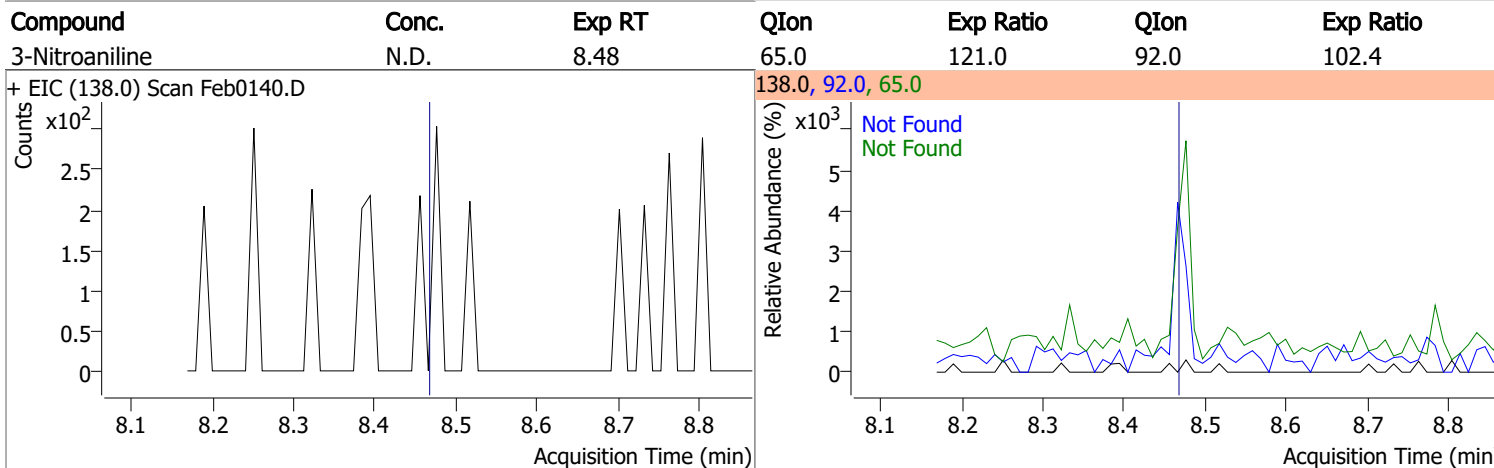 Compound Conc. Exp RT QIon Exp Ratio QIon Exp Ratio
3-Nitroaniline N.D. 8.48 65.0 121.0 92.0 102.4
+ EIC (138.0) Scan Feb0140.D
Counts
x10²
2.5
2
1.5
1
0.5
0
8.1 8.2 8.3 8.4 8.5 8.6 8.7 8.8
Acquisition Time (min)
138.0, 92.0, 65.0
Relative Abundance (%)
x10³
Not Found
Not Found
5
4
3
2
1
0
8.1 8.2 8.3 8.4 8.5 8.6 8.7 8.8
Acquisition Time (min